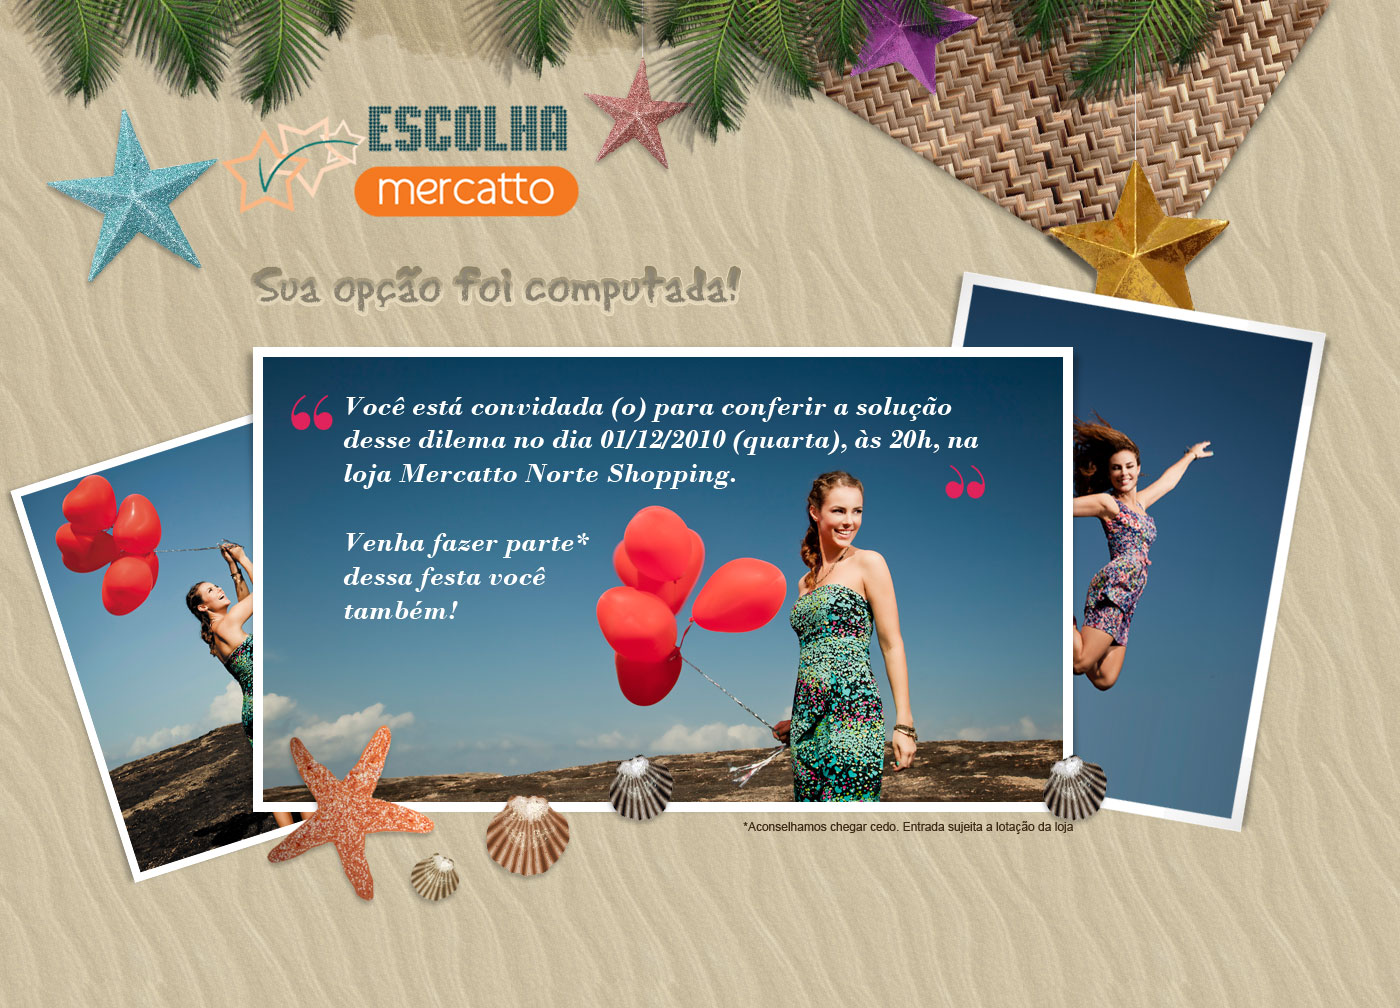 ESCOLHA
mercatto
Sua opção foi computada!
“ Você está convidada (o) para conferir a solução
desse dilema no dia 01/12/2010 (quarta), às 20h, na
loja Mercatto Norte Shopping. ”
Venha fazer parte*
dessa festa você
também!
*Aconselhamos chegar cedo. Entrada sujeita a lotação da loja